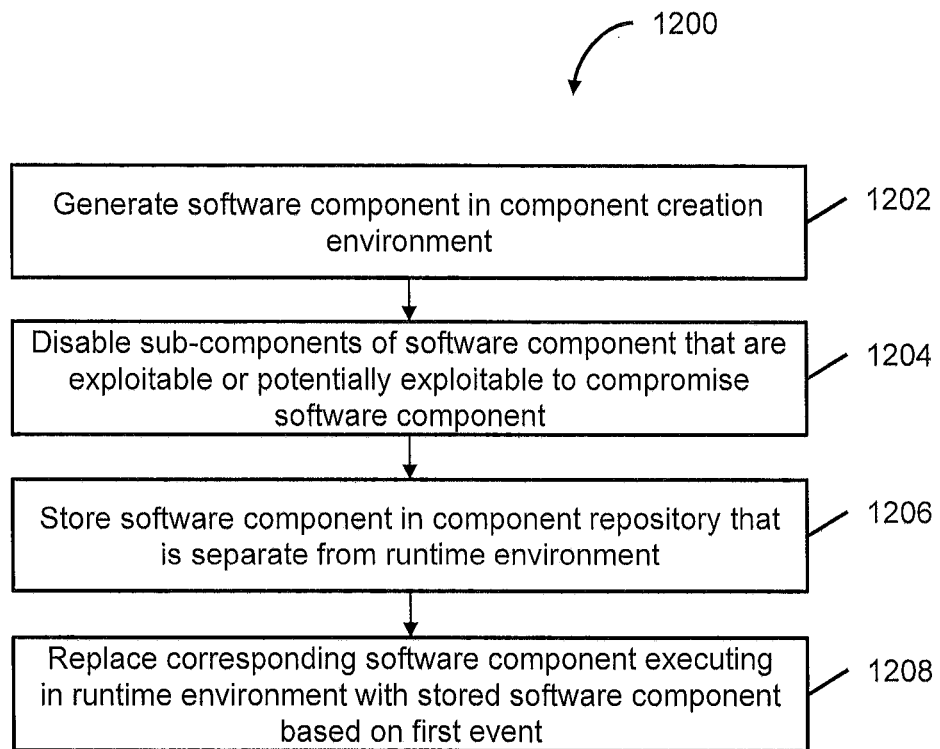 1200
Generate software component in component creation
environment
1202
Disable sub-components of software component that are
exploitable or potentially exploitable to compromise
software component
1204
Store software component in component repository that
is separate from runtime environment
1206
Replace corresponding software component executing
in runtime environment with stored software component
based on first event
1208